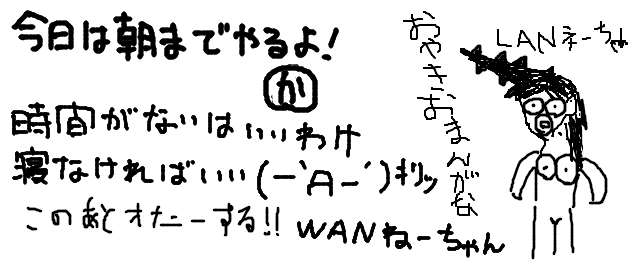 今日は朝までやるよ!
か
時間がないはいいわけ
寝なければいい(－`A－´)キリッ
このあとオたーする!!
WANねーちゃん
おやきおまんがな
LANネーちゃん